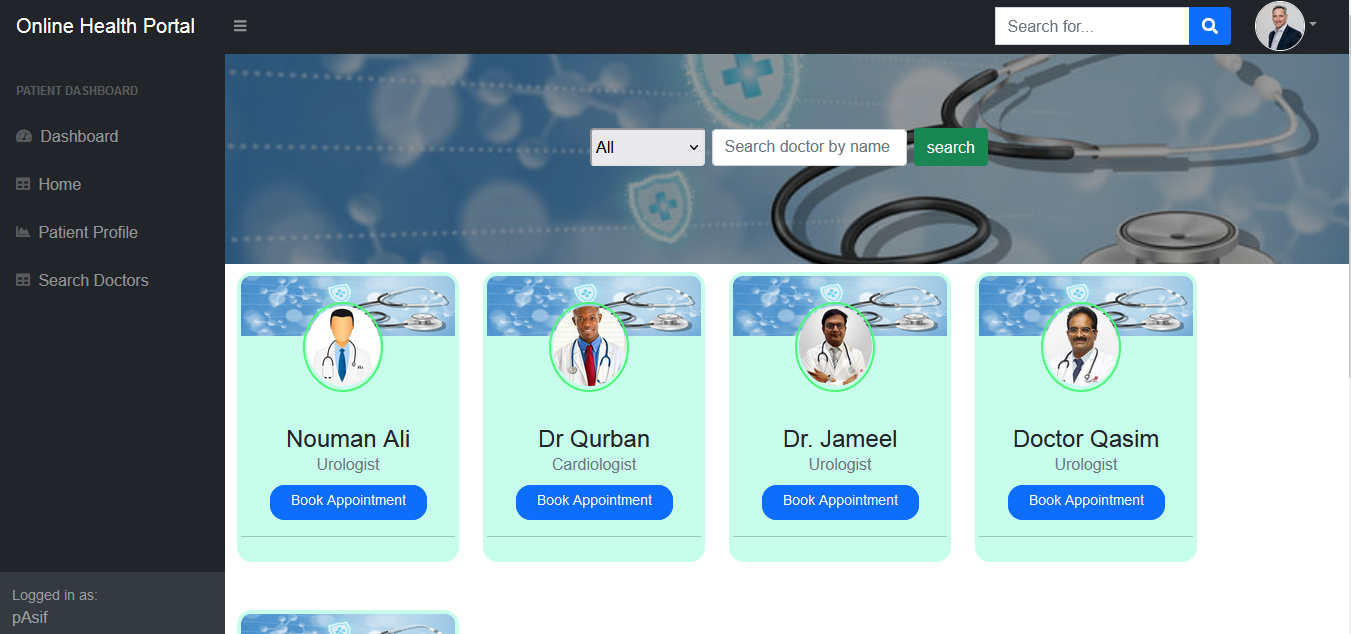 Online Health Portal
Search for...
PATIENT DASHBOARD
Dashboard
Home
Patient Profile
Search Doctors
Logged in as:
pAsif
All
Search doctor by name
search
Nouman Ali
Urologist
Book Appointment
Dr Qurban
Cardiologist
Book Appointment
Dr. Jameel
Urologist
Book Appointment
Doctor Qasim
Urologist
Book Appointment